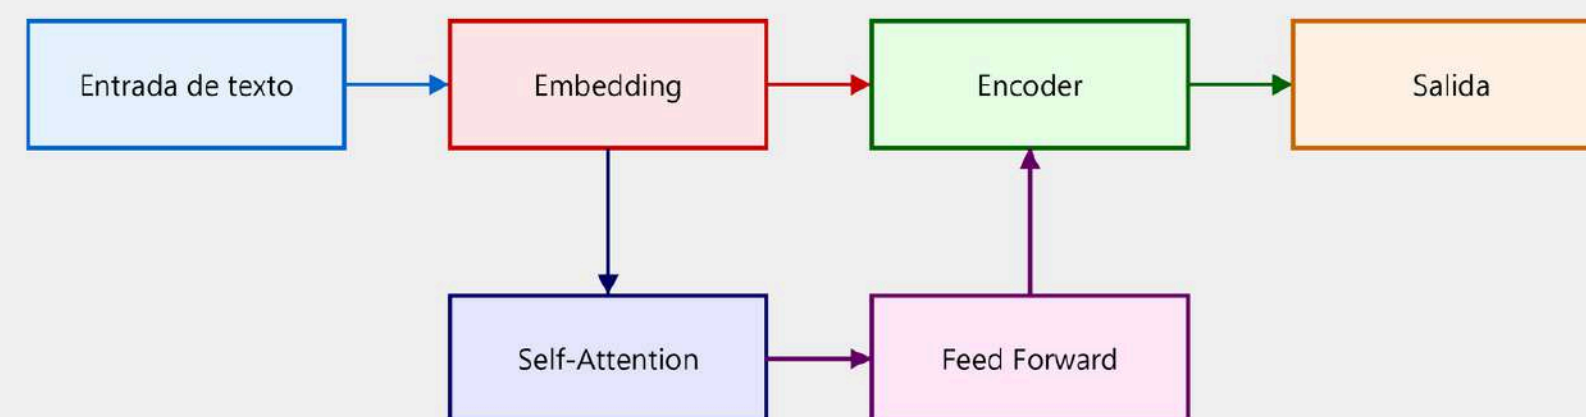 Entrada de texto
Embedding
Encoder
Salida
Self-Attention
Feed Forward